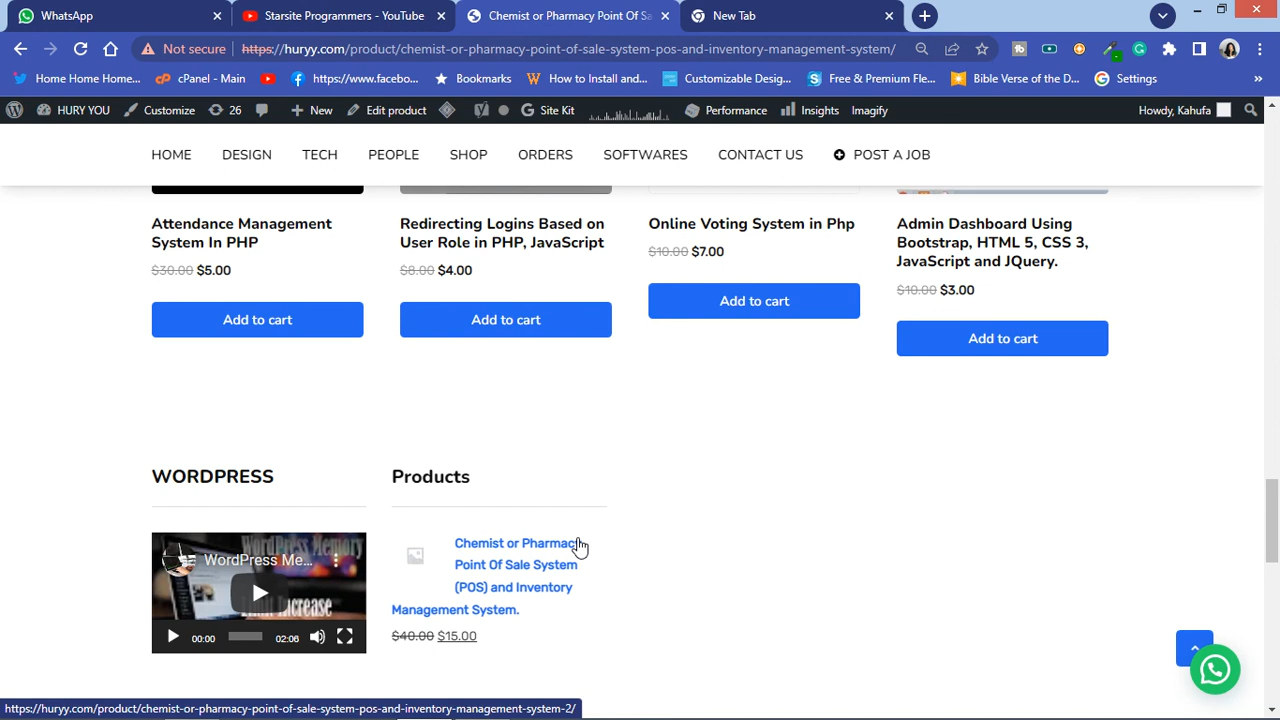 WhatsApp
Starsite Programmers - YouTube
Chemist or Pharmacy Point Of Sa
New Tab
Not secure
https://huryy.com/product/chemist-or-pharmacy-point-of-sale-system-pos-and-inventory-management-system/
Home Home Home...
cPanel - Main
https://www.facebo...
Bookmarks
How to Install and...
Customizable Desig...
Free & Premium Fle...
Bible Verse of the D...
Settings
HURY YOU
Customize
26
New
Edit product
Site Kit
Performance
Insights
Imagify
Howdy, Kahufa
HOME
DESIGN
TECH
PEOPLE
SHOP
ORDERS
SOFTWARES
CONTACT US
POST A JOB
Attendance Management
System In PHP
$30.00 $5.00
Add to cart
Redirecting Logins Based on
User Role in PHP, JavaScript
$8.00 $4.00
Add to cart
Online Voting System in Php
$10.00 $7.00
Add to cart
Admin Dashboard Using
Bootstrap, HTML 5, CSS 3,
JavaScript and JQuery.
$10.00 $3.00
Add to cart
WORDPRESS
WordPress Me...
00:00
02:06
Products
Chemist or Pharmacy
Point Of Sale System
(POS) and Inventory
Management System.
$40.00 $15.00
https://huryy.com/product/chemist-or-pharmacy-point-of-sale-system-pos-and-inventory-management-system-2/